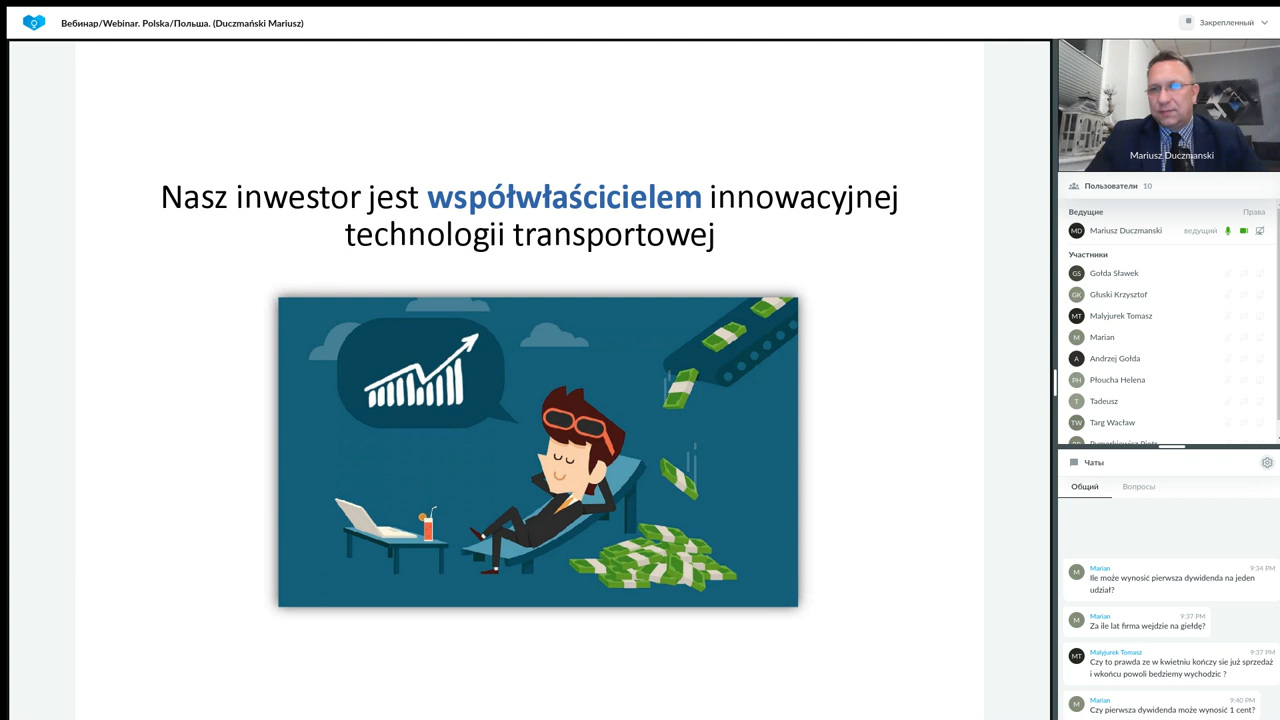 Вебинар/Webinar. Polska/Польша. (Duczmański Mariusz)
Закрепленный
Nasz inwestor jest współwłaścicielem innowacyjnej
technologii transportowej
Mariusz Duczmanski
Пользователи 10
Ведущие Права
MD Mariusz Duczmanski ведущий
Участники
GS Gołda Sławek
GK Głuski Krzysztof
MT Malyjurek Tomasz
M Marian
A Andrzej Gołda
PH Płoucha Helena
T Tadeusz
TW Targ Wacław
Чаты
Общий Вопросы
M Marian 9:34 PM
Ile może wynosić pierwsza dywidenda na jeden
udział?
M Marian 9:37 PM
Za ile lat firma wejdzie na giełdę?
MT Malyjurek Tomasz 9:37 PM
Czy to prawda ze w kwietniu kończy sie już sprzedaż
i wkońcu powoli bedziemy wychodzic ?
M Marian 9:40 PM
Czy pierwsza dywidenda może wynosić 1 cent?